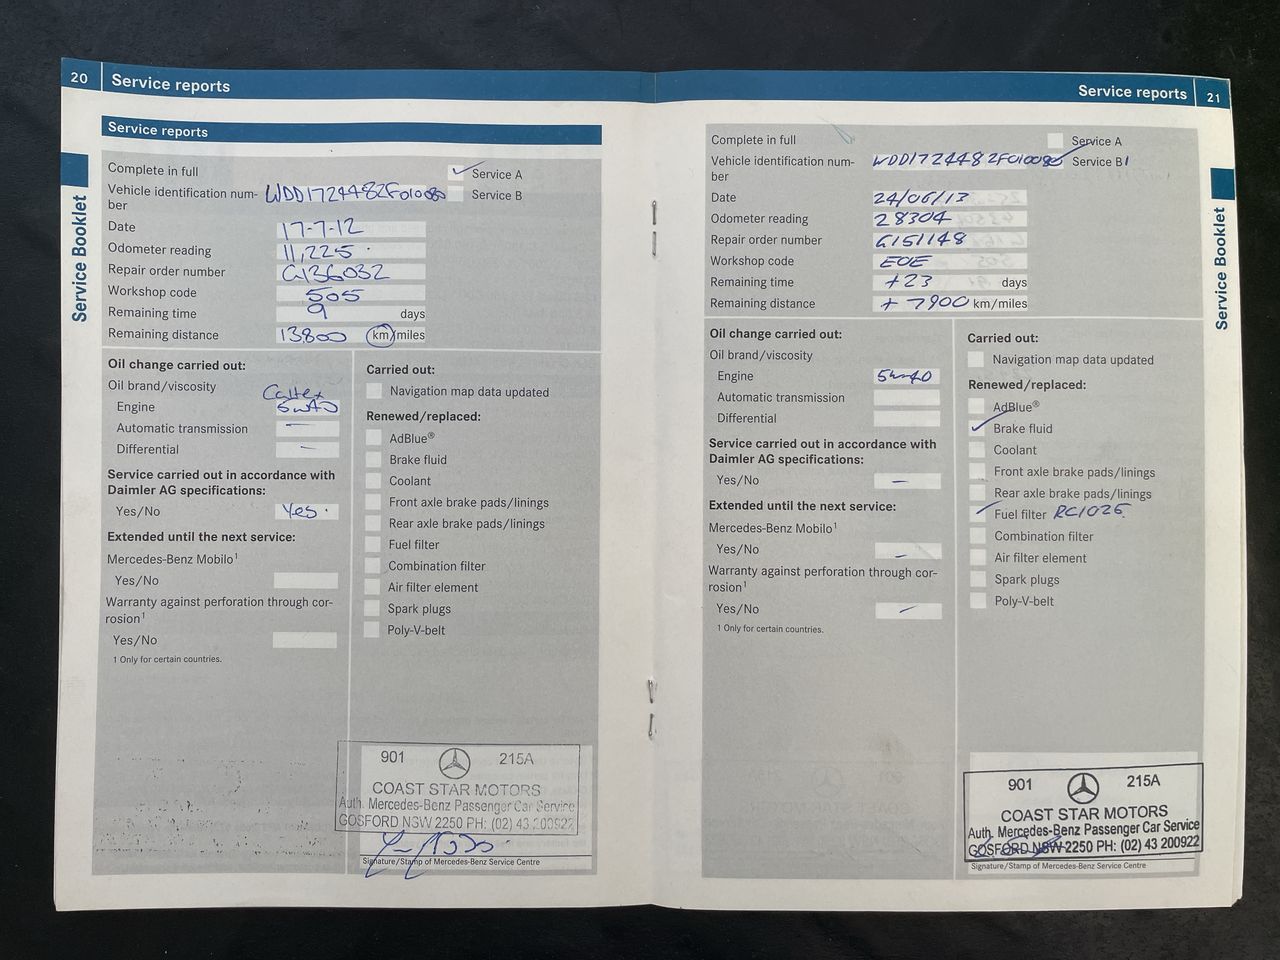 20 Service reports
Service Booklet
Service reports
Complete in full
Service A
Vehicle identification num-
ber
WDD1724482F010080
Service B
Date 17-7-12
Odometer reading 11,225
Repair order number G136032
Workshop code 505
Remaining time 9 days
Remaining distance 13800 km/miles
Oil change carried out:
Oil brand/viscosity Caltex
Engine 5w40
Automatic transmission —
Differential —
Service carried out in accordance with
Daimler AG specifications:
Yes/No Yes.
Extended until the next service:
Mercedes-Benz Mobilo¹
Yes/No
Warranty against perforation through cor-
rosion¹
Yes/No
1 Only for certain countries.
Carried out:
Navigation map data updated
Renewed/replaced:
AdBlue®
Brake fluid
Coolant
Front axle brake pads/linings
Rear axle brake pads/linings
Fuel filter
Combination filter
Air filter element
Spark plugs
Poly-V-belt
901 215A
COAST STAR MOTORS
Auth. Mercedes-Benz Passenger Car Service
GOSFORD NSW 2250 PH: (02) 43 200922
Signature/Stamp of Mercedes-Benz Service Centre
Service reports 21
Service Booklet
Complete in full
Service A
Vehicle identification num-
ber
WDD1724482F010080
Service B1
Date 24/06/13
Odometer reading 28304
Repair order number G151148
Workshop code EOE
Remaining time +23 days
Remaining distance + 7900 km/miles
Oil change carried out:
Oil brand/viscosity
Engine 5w40
Automatic transmission
Differential
Service carried out in accordance with
Daimler AG specifications:
Yes/No —
Extended until the next service:
Mercedes-Benz Mobilo¹
Yes/No —
Warranty against perforation through cor-
rosion¹
Yes/No —
1 Only for certain countries.
Carried out:
Navigation map data updated
Renewed/replaced:
AdBlue®
Brake fluid
Coolant
Front axle brake pads/linings
Rear axle brake pads/linings
Fuel filter RC1026
Combination filter
Air filter element
Spark plugs
Poly-V-belt
901 215A
COAST STAR MOTORS
Auth. Mercedes-Benz Passenger Car Service
GOSFORD NSW 2250 PH: (02) 43 200922
Signature/Stamp of Mercedes-Benz Service Centre